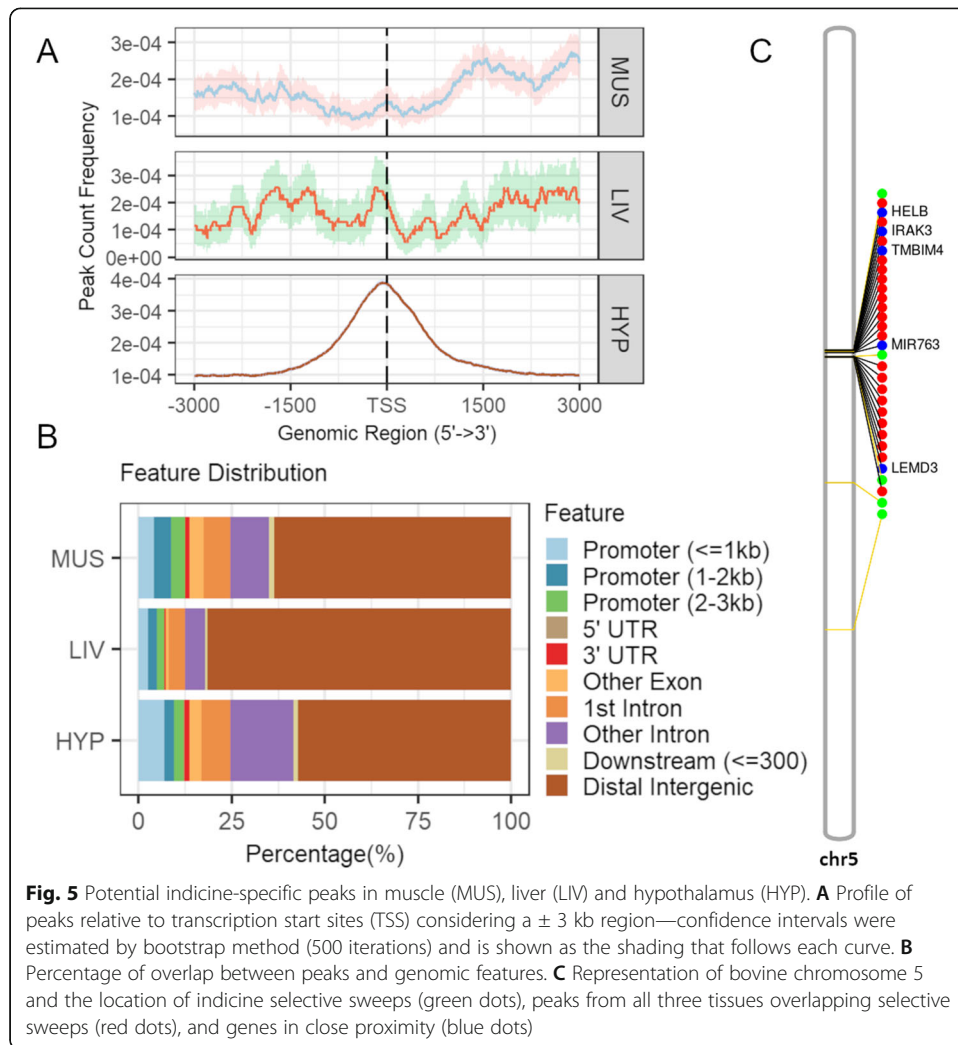 A
3e-04
2e-04
1e-04
MUS
3e-04
2e-04
1e-04
0e+00
LIV
4e-04
3e-04
2e-04
1e-04
HYP
Peak Count Frequency
-3000 -1500 TSS 1500 3000
Genomic Region (5'->3')
B
Feature Distribution
MUS
LIV
HYP
0 25 50 75 100
Percentage(%)
Feature
Promoter (<=1kb)
Promoter (1-2kb)
Promoter (2-3kb)
5' UTR
3' UTR
Other Exon
1st Intron
Other Intron
Downstream (<=300)
Distal Intergenic
C
HELB
IRAK3
TMBIM4
MIR763
LEMD3
chr5
Fig. 5 Potential indicine-specific peaks in muscle (MUS), liver (LIV) and hypothalamus (HYP). A Profile of
peaks relative to transcription start sites (TSS) considering a ± 3 kb region—confidence intervals were
estimated by bootstrap method (500 iterations) and is shown as the shading that follows each curve. B
Percentage of overlap between peaks and genomic features. C Representation of bovine chromosome 5
and the location of indicine selective sweeps (green dots), peaks from all three tissues overlapping selective
sweeps (red dots), and genes in close proximity (blue dots)